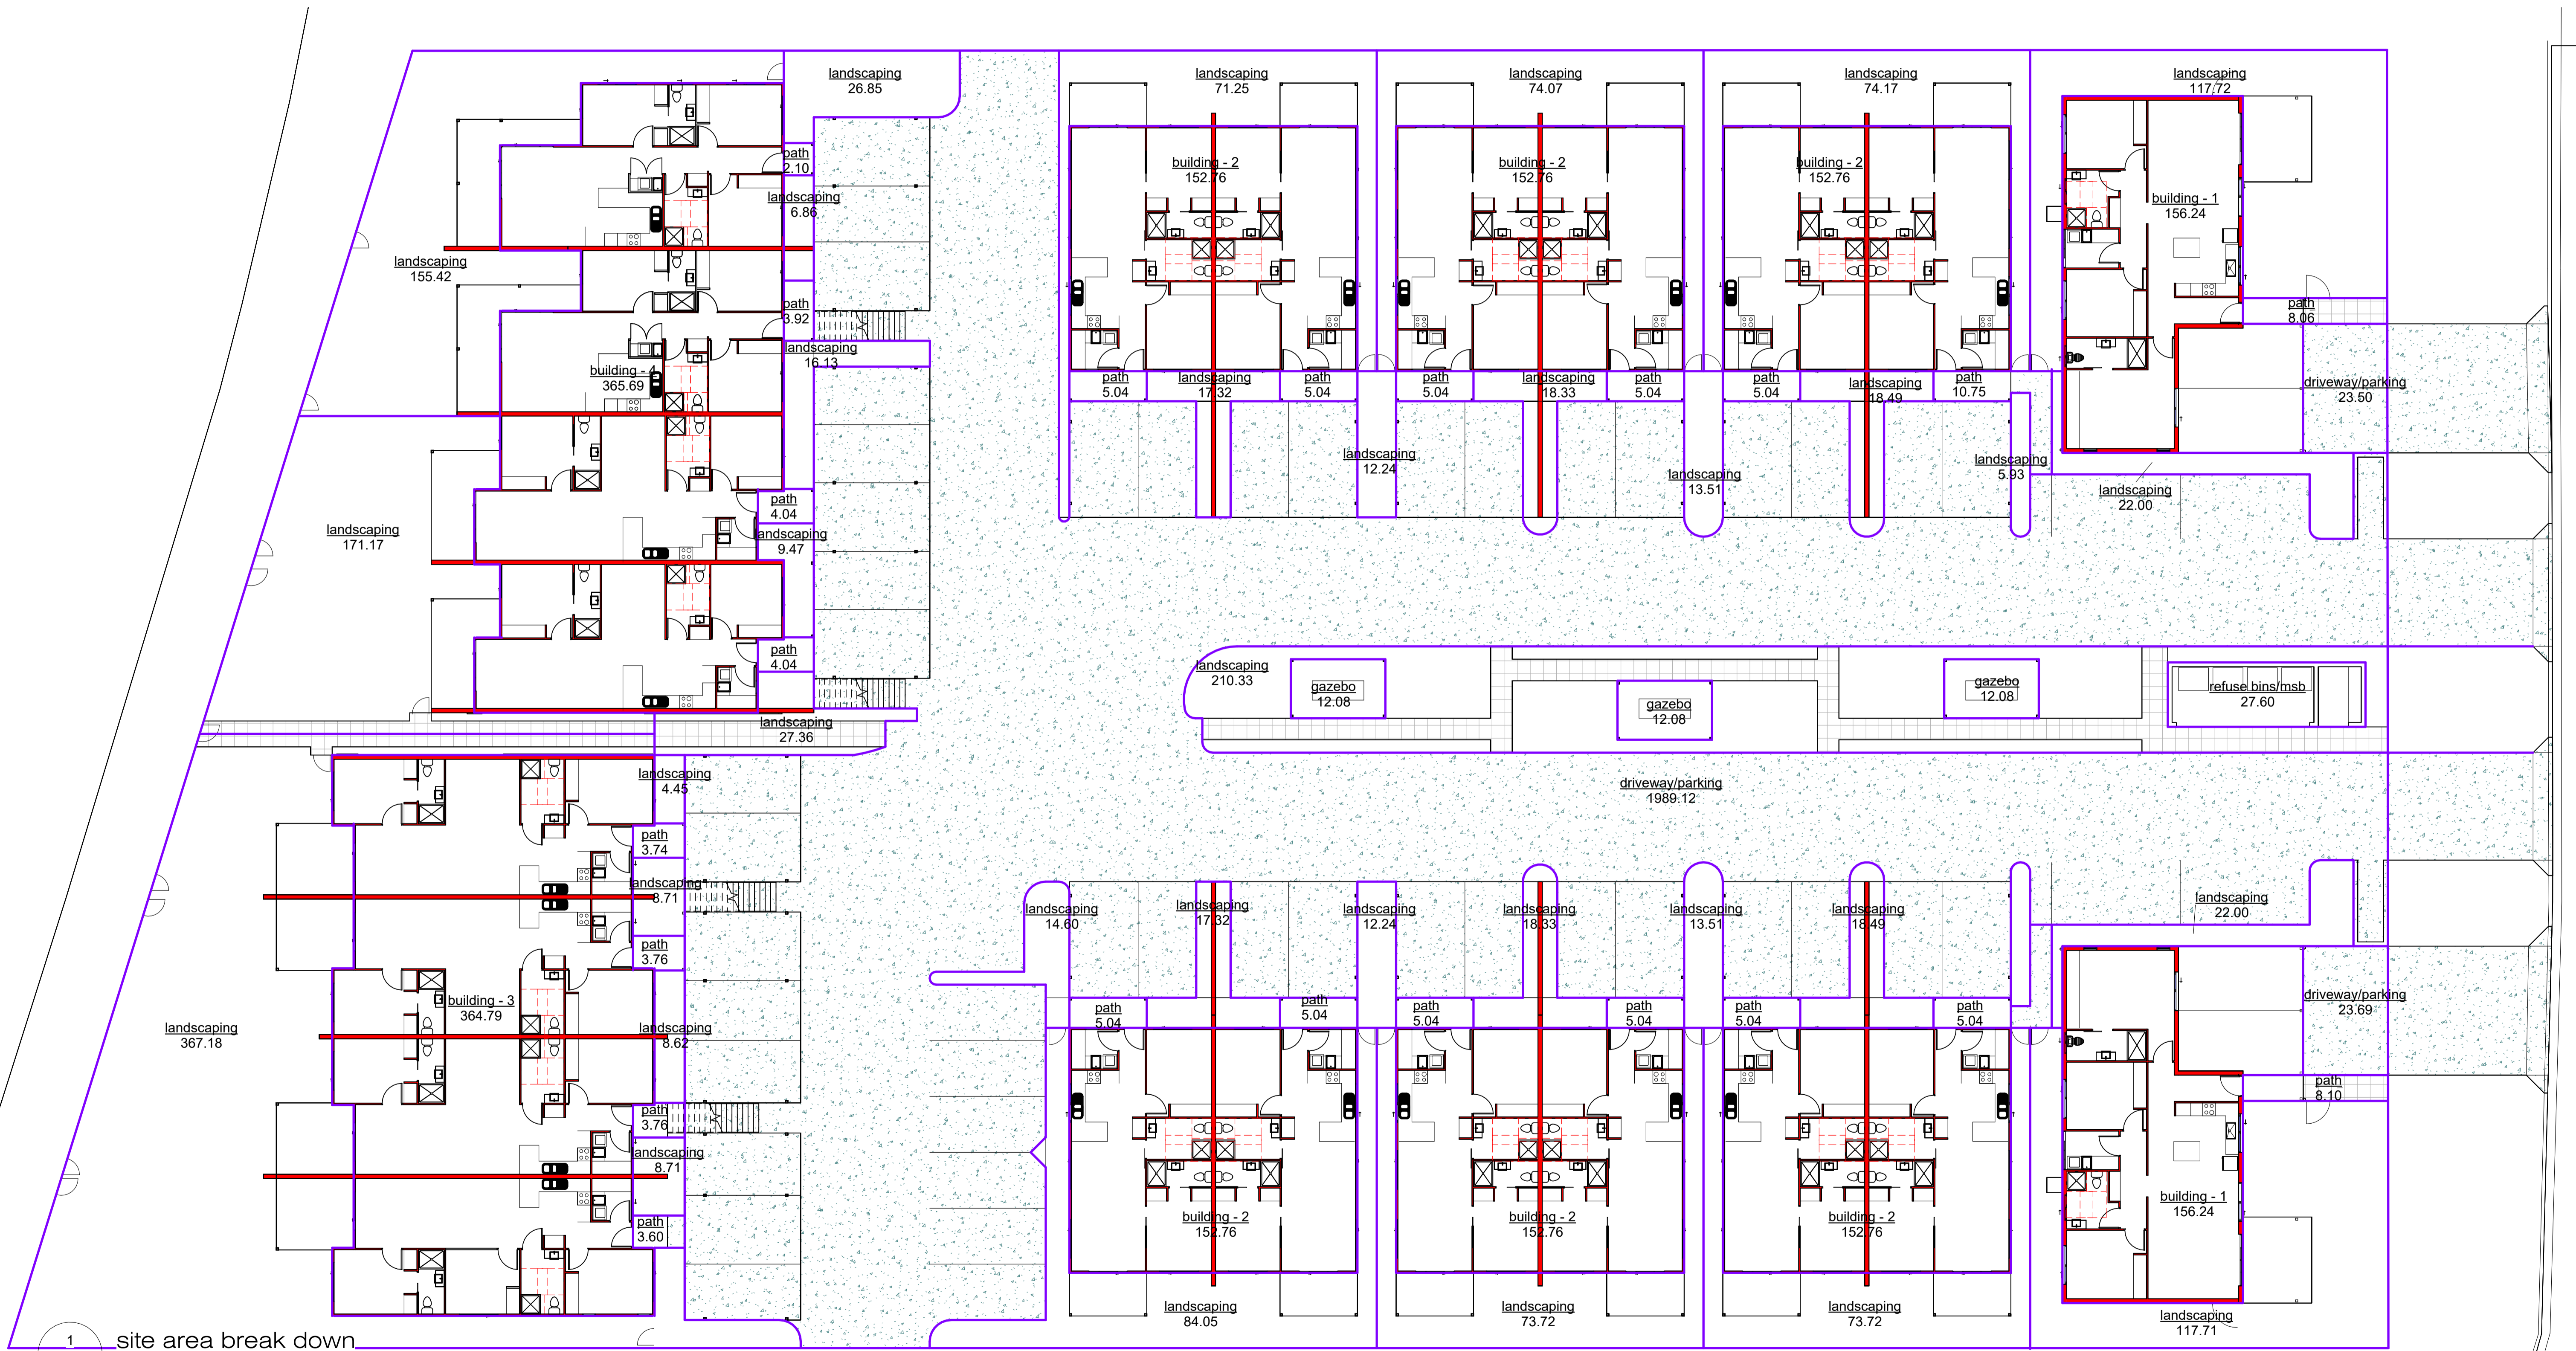 landscaping
26.85
landscaping
71.25
landscaping
74.07
landscaping
74.17
landscaping
117.72
path
2.10
building - 2
152.76
building - 2
152.76
building - 2
152.76
landscaping
6.86
building - 1
156.24
landscaping
155.42
path
3.92
path
8.06
landscaping
16.13
building - 4
365.69
path
5.04
landscaping
17.32
path
5.04
path
5.04
landscaping
18.33
path
5.04
path
5.04
landscaping
18.49
path
10.75
driveway/parking
23.50
landscaping
12.24
landscaping
13.51
landscaping
5.93
landscaping
22.00
path
4.04
landscaping
171.17
landscaping
9.47
path
4.04
landscaping
210.33
gazebo
12.08
gazebo
12.08
gazebo
12.08
refuse bins/msb
27.60
landscaping
27.36
landscaping
4.45
driveway/parking
1989.12
path
3.74
landscaping
8.71
landscaping
14.60
landscaping
17.32
landscaping
12.24
landscaping
18.33
landscaping
13.51
landscaping
18.49
landscaping
22.00
path
3.76
building - 3
364.79
driveway/parking
23.69
path
5.04
path
5.04
path
5.04
path
5.04
path
5.04
path
5.04
landscaping
367.18
landscaping
8.62
path
8.10
path
3.76
landscaping
8.71
building - 1
156.24
path
3.60
building - 2
152.76
building - 2
152.76
building - 2
152.76
landscaping
84.05
landscaping
73.72
landscaping
73.72
landscaping
117.71
1 site area break down